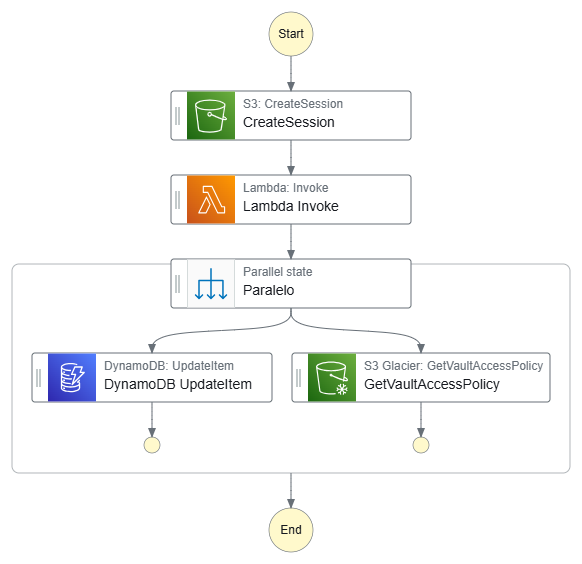 Start
S3: CreateSession
CreateSession
Lambda: Invoke
Lambda Invoke
Parallel state
Paralelo
DynamoDB: UpdateItem
DynamoDB UpdateItem
S3 Glacier: GetVaultAccessPolicy
GetVaultAccessPolicy
End